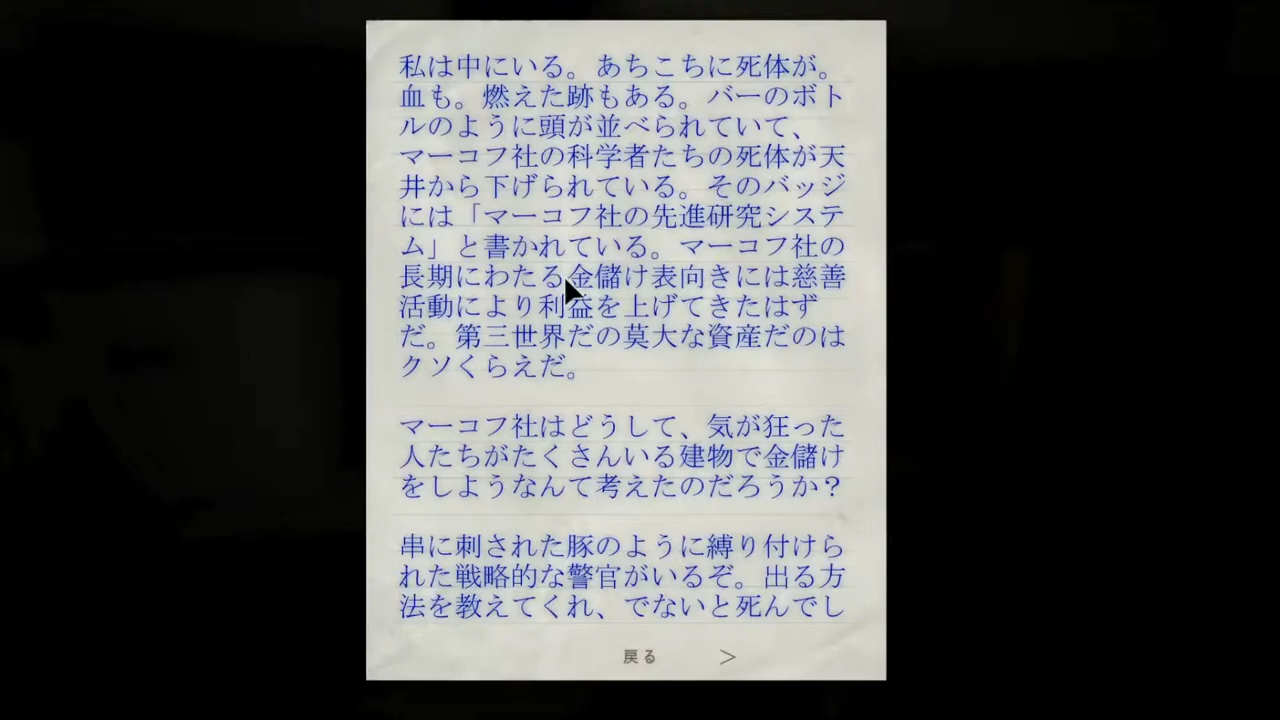 私は中にいる。あちこちに死体が。
血も。燃えた跡もある。バーのボト
ルのように頭が並べられていて、
マーコフ社の科学者たちの死体が天
井から下げられている。そのバッジ
には「マーコフ社の先進研究システ
ム」と書かれている。マーコフ社の
長期にわたる金儲け表向きには慈善
活動により利益を上げてきたはず
だ。第三世界だの莫大な資産だのは
クソくらえだ。
マーコフ社はどうして、気が狂った
人たちがたくさんいる建物で金儲け
をしようなんて考えたのだろうか？
串に刺された豚のように縛り付けら
れた戦略的な警官がいるぞ。出る方
法を教えてくれ、でないと死んでし
戻る >